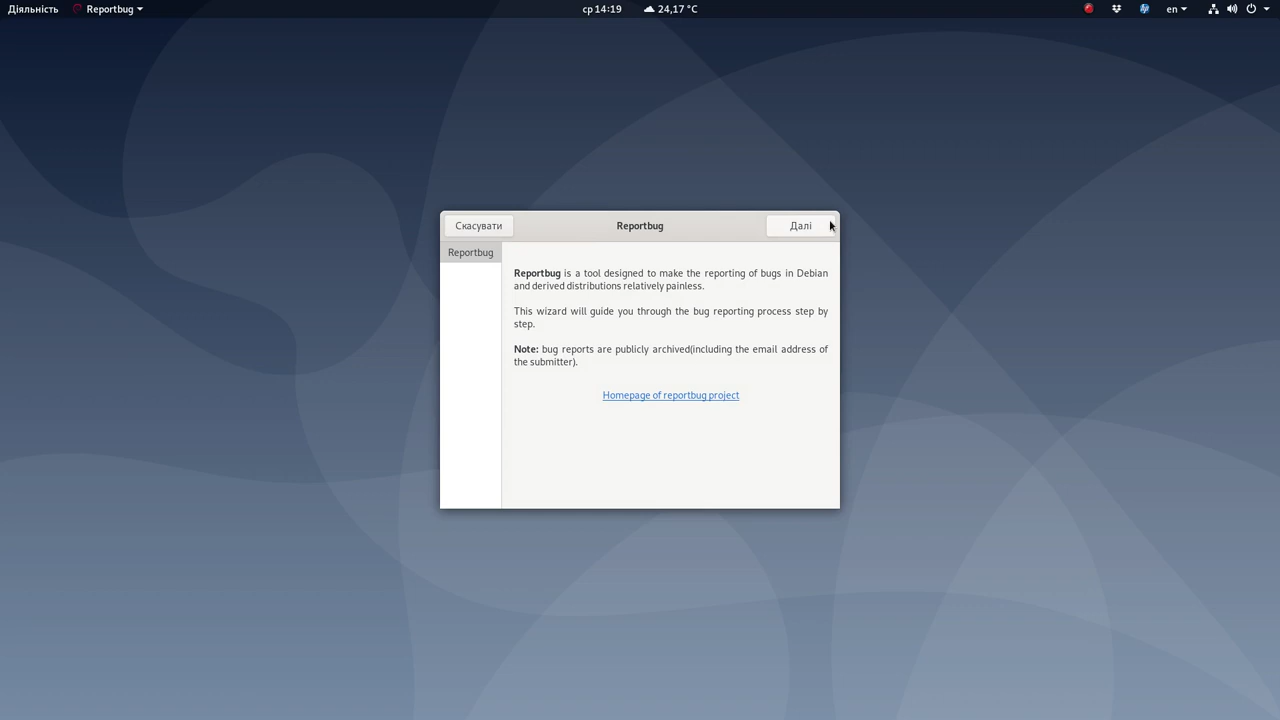 Діяльність Reportbug ср 14:19 24,17 °C en
Скасувати Reportbug Далі
Reportbug
Reportbug is a tool designed to make the reporting of bugs in Debian
and derived distributions relatively painless.
This wizard will guide you through the bug reporting process step by
step.
Note: bug reports are publicly archived(including the email address of
the submitter).
Homepage of reportbug project